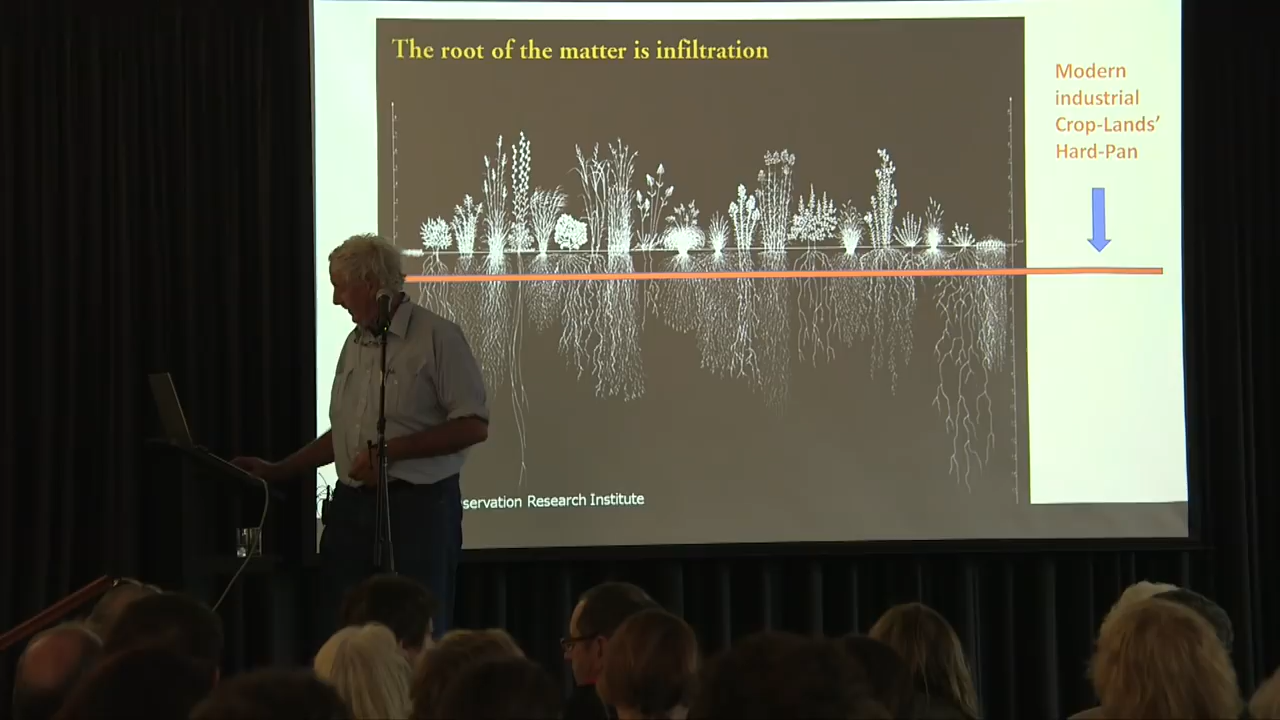 The root of the matter is infiltration
Modern
industrial
Crop-Lands’
Hard-Pan
servation Research Institute